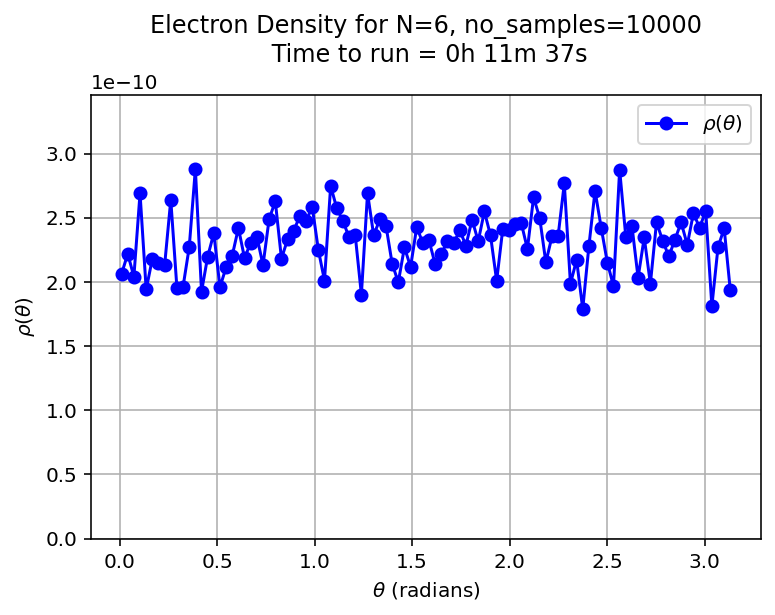 Electron Density for N=6, no_samples=10000
Time to run = 0h 11m 37s
1e−10
ρ(θ)
3.0
2.5
2.0
1.5
1.0
0.5
0.0
ρ(θ)
0.0 0.5 1.0 1.5 2.0 2.5 3.0
θ (radians)